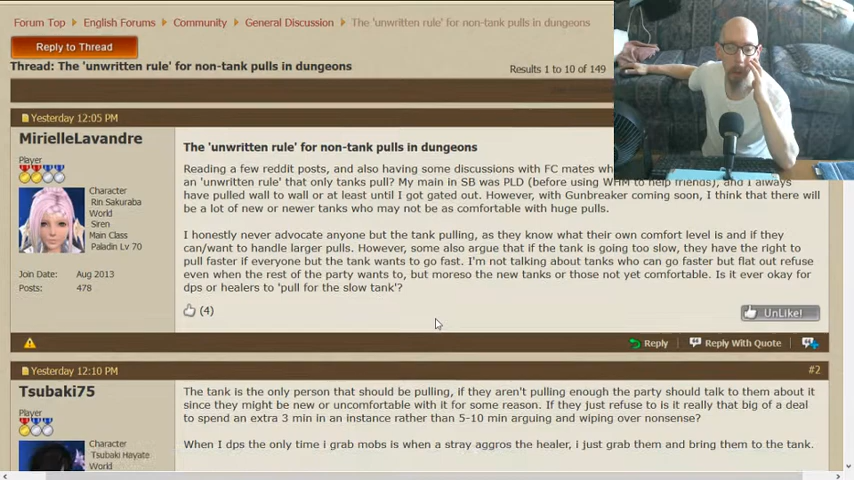 Forum Top > English Forums > Community > General Discussion > The 'unwritten rule' for non-tank pulls in dungeons
Reply to Thread
Thread: The 'unwritten rule' for non-tank pulls in dungeons
Results 1 to 10 of 149
Yesterday 12:05 PM
MirielleLavandre
Player
Character
Rin Sakuraba
World
Siren
Main Class
Paladin Lv 70
Join Date: Aug 2013
Posts: 478
The 'unwritten rule' for non-tank pulls in dungeons
Reading a few reddit posts, and also having some discussions with FC mates wh
an 'unwritten rule' that only tanks pull? My main in SB was PLD (before using WHM to help friends), and I always
have pulled wall to wall or at least until I got gated out. However, with Gunbreaker coming soon, I think that there will
be a lot of new or newer tanks who may not be as comfortable with huge pulls.
I honestly never advocate anyone but the tank pulling, as they know what their own comfort level is and if they
can/want to handle larger pulls. However, some also argue that if the tank is going too slow, they have the right to
pull faster if everyone but the tank wants to go fast. I'm not talking about tanks who can go faster but flat out refuse
even when the rest of the party wants to, but moreso the new tanks or those not yet comfortable. Is it ever okay for
dps or healers to 'pull for the slow tank'?
(4)
UnLike!
Reply
Reply With Quote
Yesterday 12:10 PM
#2
Tsubaki75
Player
Character
Tsubaki Hayate
World
The tank is the only person that should be pulling, if they aren't pulling enough the party should talk to them about it
since they might be new or uncomfortable with it for some reason. If they just refuse to is it really that big of a deal
to spend an extra 3 min in an instance rather than 5-10 min arguing and wiping over nonsense?
When I dps the only time i grab mobs is when a stray aggros the healer, i just grab them and bring them to the tank.